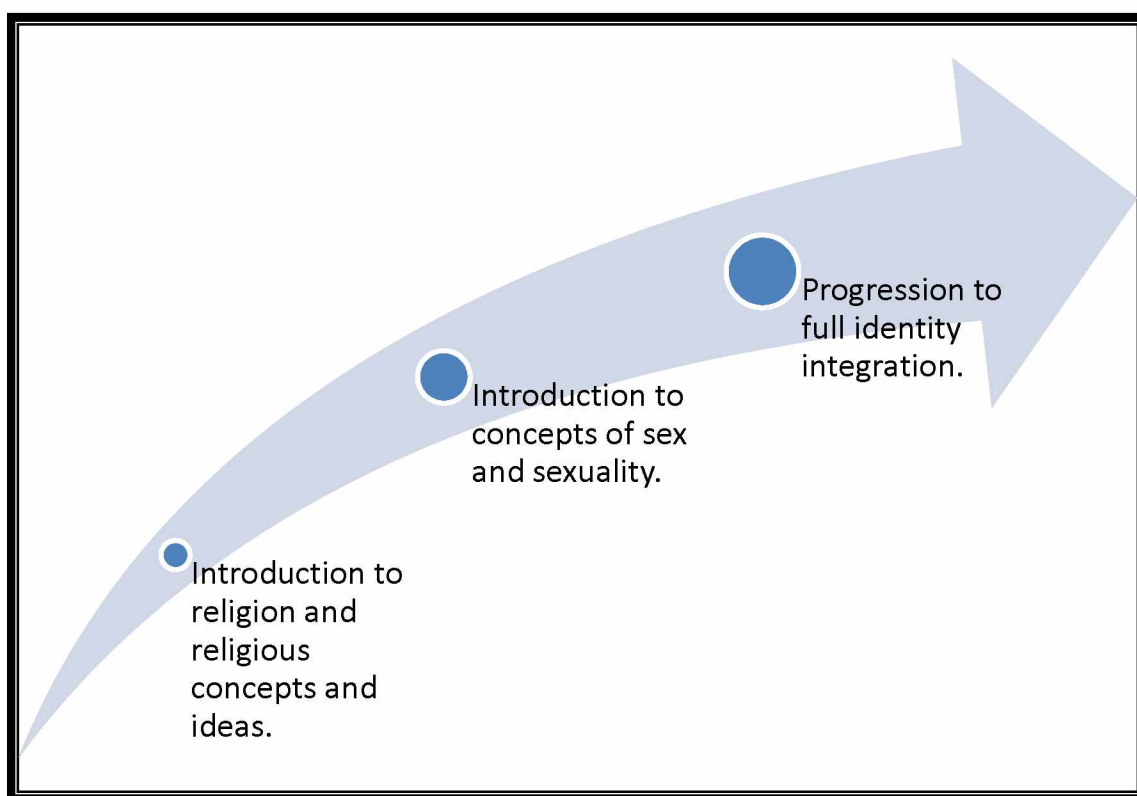 Progression to
full identity
integration.
Introduction to
concepts of sex
and sexuality.
Introduction to
religion and
religious
concepts and
ideas.